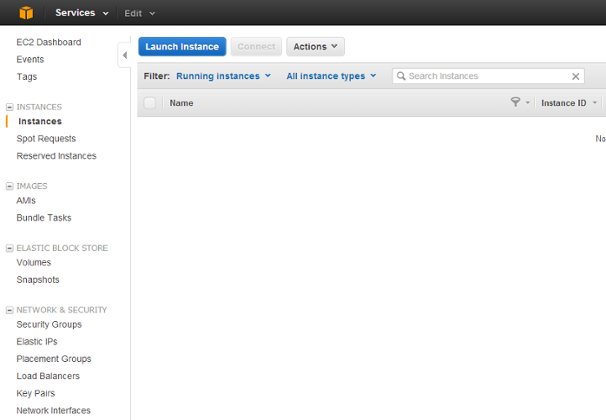 Services Edit
EC2 Dashboard
Events
Tags
INSTANCES
Instances
Spot Requests
Reserved Instances
IMAGES
AMIs
Bundle Tasks
ELASTIC BLOCK STORE
Volumes
Snapshots
NETWORK & SECURITY
Security Groups
Elastic IPs
Placement Groups
Load Balancers
Key Pairs
Network Interfaces
Launch Instance Connect Actions
Filter: Running instances All instance types Search Instances
Name Instance ID
No